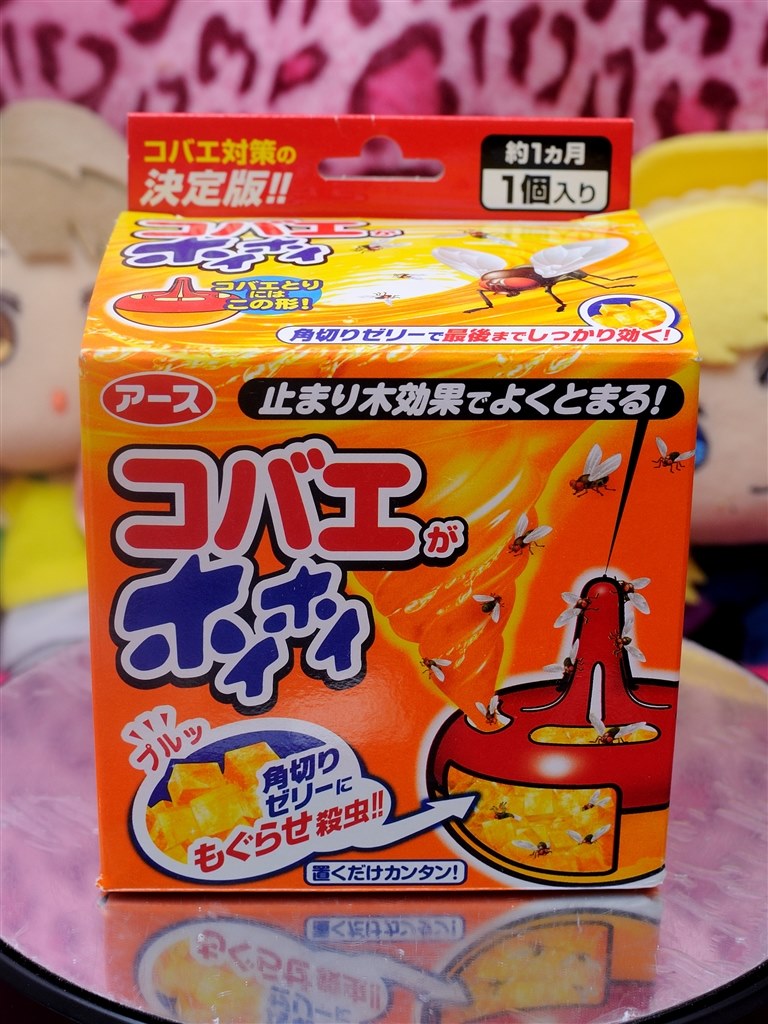 コバエ対策の
決定版!!
約1ヵ月
1個入り
コバエが
ホイホイ
コバエとり
には
この形!
角切りゼリーで最後までしっかり効く!
アース
止まり木効果でよくとまる!
コバエが
ホイホイ
プルッ
角切り
ゼリーに
もぐらせ殺虫!!
置くだけカンタン!